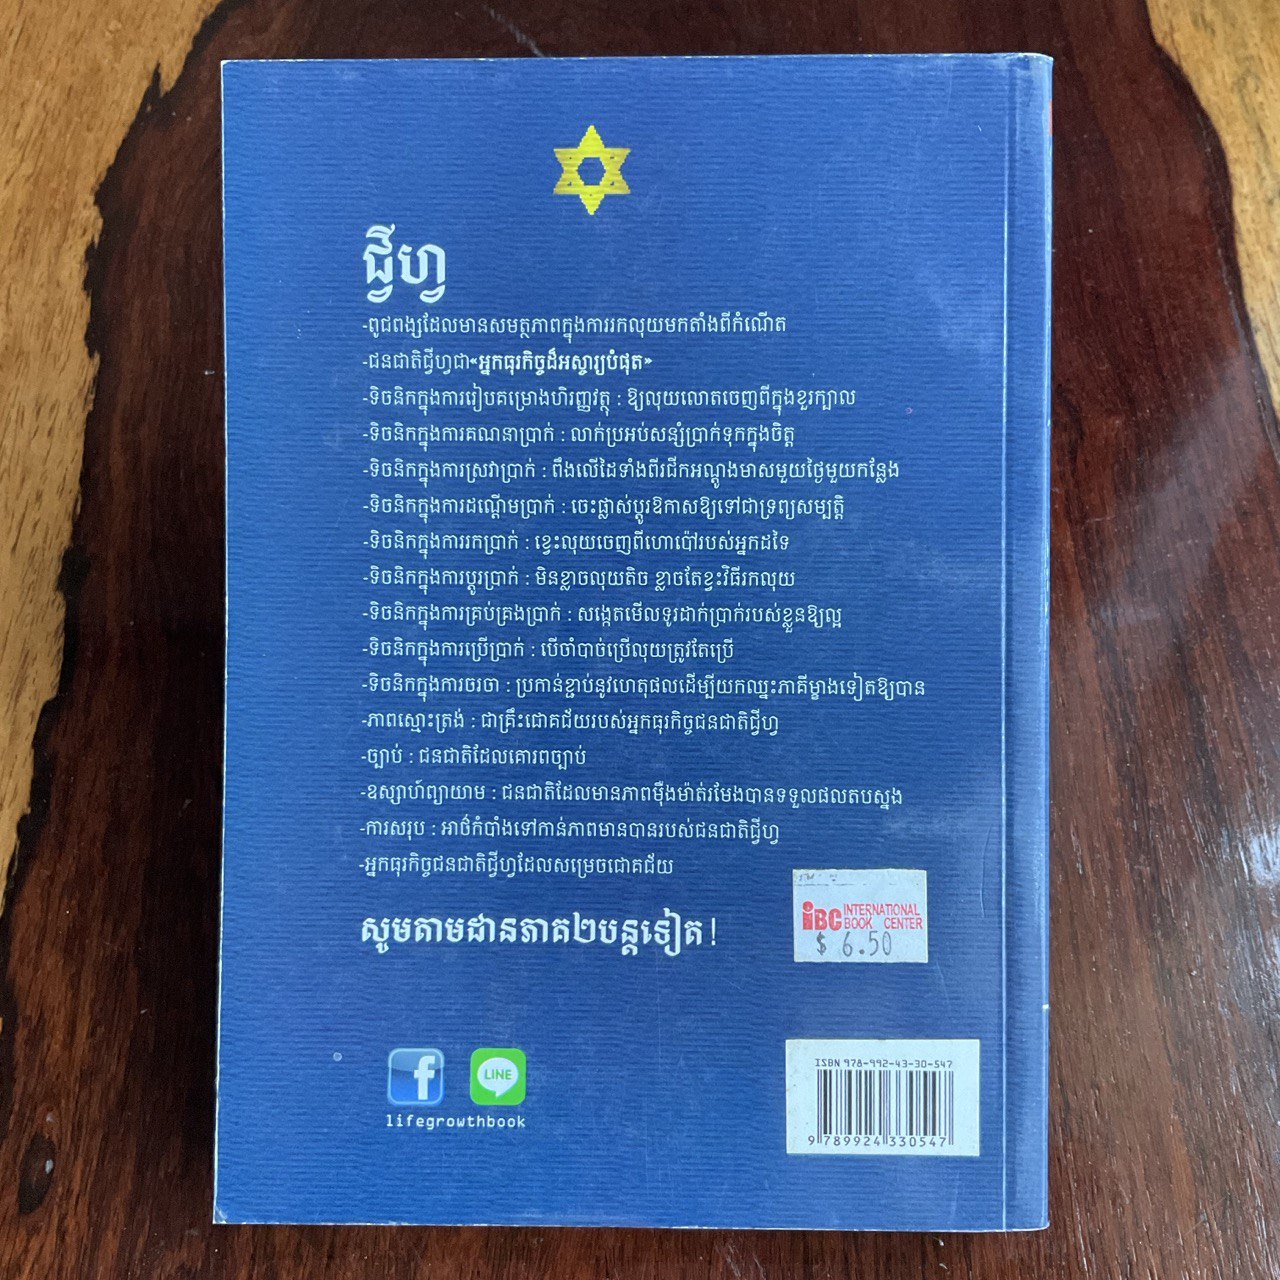 ជ្វីហ្វ
-ពូជពង្សដែលមានសមត្ថភាពក្នុងការរកលុយមកតាំងពីកំណើត
-ជនជាតិជ្វីហ្វជា«អ្នកធុរកិច្ចដ៏អស្ចារ្យបំផុត»
-ទិចនិកក្នុងការរៀបគម្រោងហិរញ្ញវត្ថុ : ឱ្យលុយលោតចេញពីក្នុងខួរក្បាល
-ទិចនិកក្នុងការគណនាប្រាក់ : លាក់ប្រអប់សន្សំប្រាក់ទុកក្នុងចិត្ត
-ទិចនិកក្នុងការស្រវាប្រាក់ : ពឹងលើដៃទាំងពីរជីកអណ្តូងមាសមួយថ្ងៃមួយកន្លែង
-ទិចនិកក្នុងការដណ្តើមប្រាក់ : ចេះផ្លាស់ប្តូរឱកាសឱ្យទៅជាទ្រព្យសម្បត្តិ
-ទិចនិកក្នុងការរកប្រាក់ : ខ្វេះលុយចេញពីហោប៉ៅរបស់អ្នកដទៃ
-ទិចនិកក្នុងការប្តូរប្រាក់ : មិនខ្លាចលុយតិច ខ្លាចតែខ្វះវិធីរកលុយ
-ទិចនិកក្នុងការគ្រប់គ្រងប្រាក់ : សង្កេតមើលទូរដាក់ប្រាក់របស់ខ្លួនឱ្យល្អ
-ទិចនិកក្នុងការប្រើប្រាក់ : បើចាំបាច់ប្រើលុយត្រូវតែប្រើ
-ទិចនិកក្នុងការចរចា : ប្រកាន់ខ្ជាប់នូវហេតុផលដើម្បីយកឈ្នះភាគីម្ខាងទៀតឱ្យបាន
-ភាពស្មោះត្រង់ : ជាគ្រឹះជោគជ័យរបស់អ្នកធុរកិច្ចជនជាតិជ្វីហ្វ
-ច្បាប់ : ជនជាតិដែលគោរពច្បាប់
-ឧស្សាហ៍ព្យាយាម : ជនជាតិដែលមានភាពម៉ឺងម៉ាត់រមែងបានទទួលផលតបស្នង
-ការសរុប : អាថ៌កំបាំងទៅកាន់ភាពមានបានរបស់ជនជាតិជ្វីហ្វ
-អ្នកធុរកិច្ចជនជាតិជ្វីហ្វដែលសម្រេចជោគជ័យ
សូមតាមដានភាគ២បន្តទៀត!
iBC INTERNATIONAL BOOK CENTER
$ 6.50
f
LINE
lifegrowthbook
ISBN 978-992-43-30-547
9 789924 330547